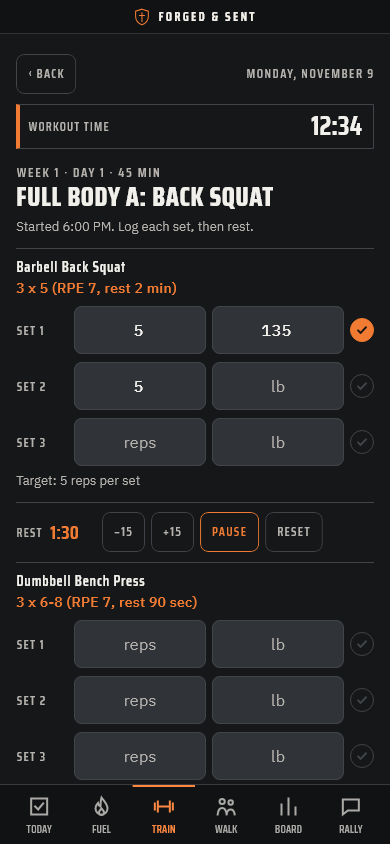 FORGED & SENT
‹ BACK
MONDAY, NOVEMBER 9
WORKOUT TIME 12:34
WEEK 1 · DAY 1 · 45 MIN
FULL BODY A: BACK SQUAT
Started 6:00 PM. Log each set, then rest.
Barbell Back Squat
3 x 5 (RPE 7, rest 2 min)
SET 1 5 135
SET 2 5 lb
SET 3 reps lb
Target: 5 reps per set
REST 1:30 −15 +15 PAUSE RESET
Dumbbell Bench Press
3 x 6-8 (RPE 7, rest 90 sec)
SET 1 reps lb
SET 2 reps lb
SET 3 reps lb
TODAY FUEL TRAIN WALK BOARD RALLY